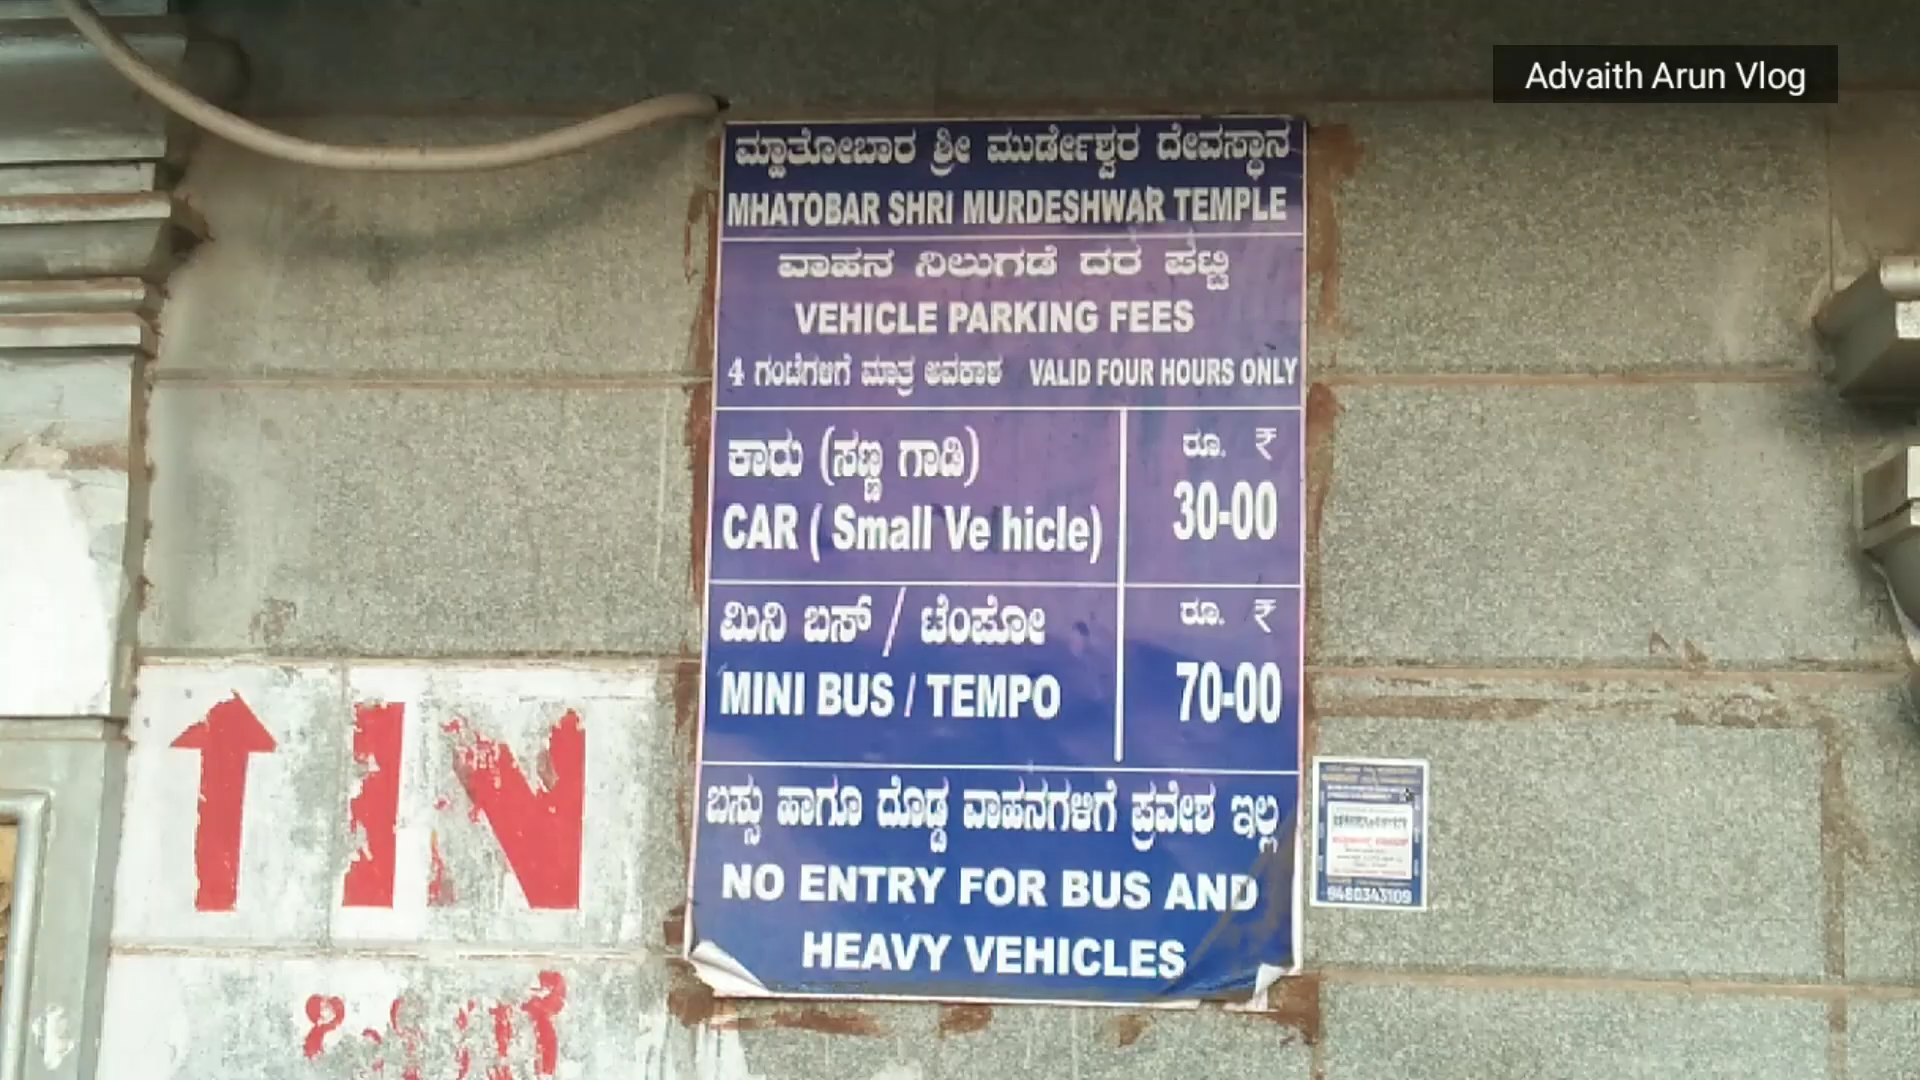 Advaith Arun Vlog
ಮ್ಹಾತೋಬಾರ ಶ್ರೀ ಮುರ್ಡೇಶ್ವರ ದೇವಸ್ಥಾನ
MHATOBAR SHRI MURDESHWAR TEMPLE
ವಾಹನ ನಿಲುಗಡೆ ದರ ಪಟ್ಟಿ
VEHICLE PARKING FEES
4 ಗಂಟೆಗಳಿಗೆ ಮಾತ್ರ ಅವಕಾಶ VALID FOUR HOURS ONLY
ಕಾರು (ಸಣ್ಣ ಗಾಡಿ) ರೂ. ₹
CAR ( Small Ve hicle) 30-00
ಮಿನಿ ಬಸ್ / ಟೆಂಪೋ ರೂ. ₹
MINI BUS / TEMPO 70-00
ಬಸ್ಸು ಹಾಗೂ ದೊಡ್ಡ ವಾಹನಗಳಿಗೆ ಪ್ರವೇಶ ಇಲ್ಲ
NO ENTRY FOR BUS AND
HEAVY VEHICLES
IN
9480343109